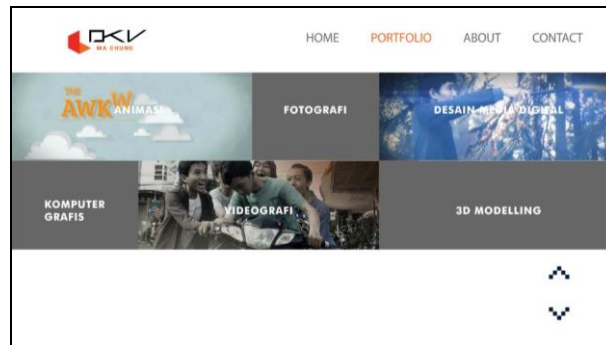 DKV
MA CHUNG
HOME PORTFOLIO ABOUT CONTACT
THE
AWKW
ANIMASI
FOTOGRAFI
DESAIN MEDIA DIGITAL
KOMPUTER
GRAFIS
VIDEOGRAFI
3D MODELLING